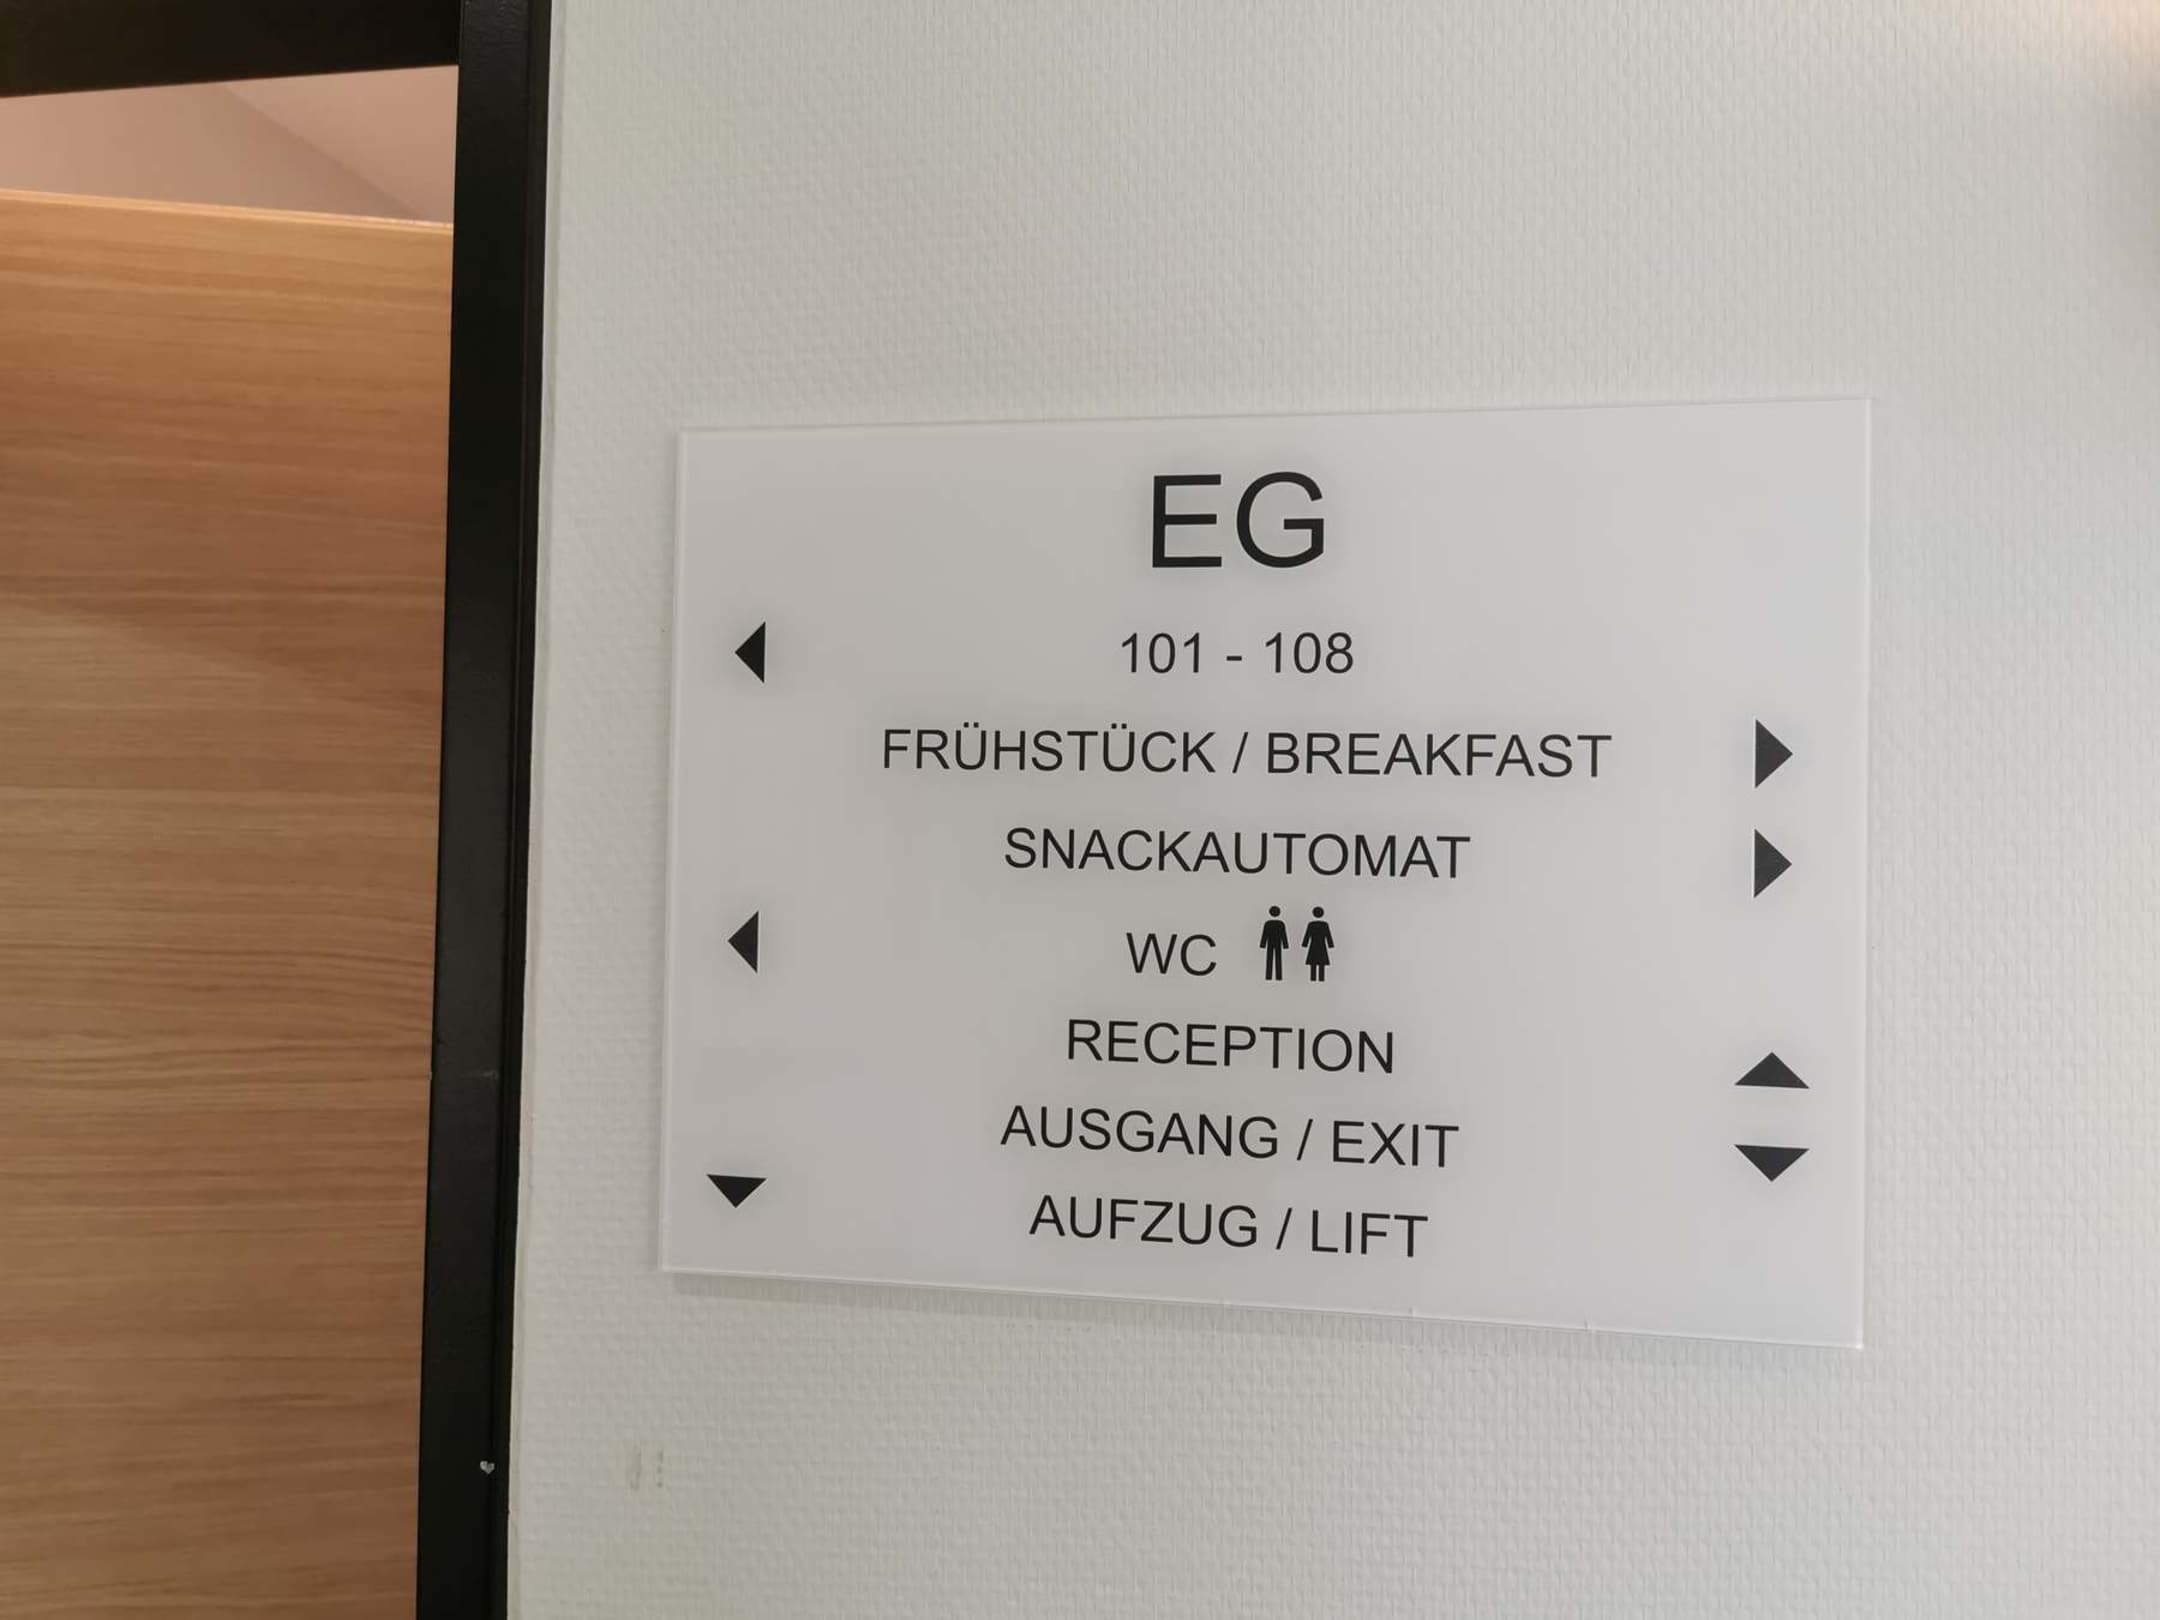 EG
101 - 108
FRÜHSTÜCK / BREAKFAST
SNACKAUTOMAT
WC
RECEPTION
AUSGANG / EXIT
AUFZUG / LIFT